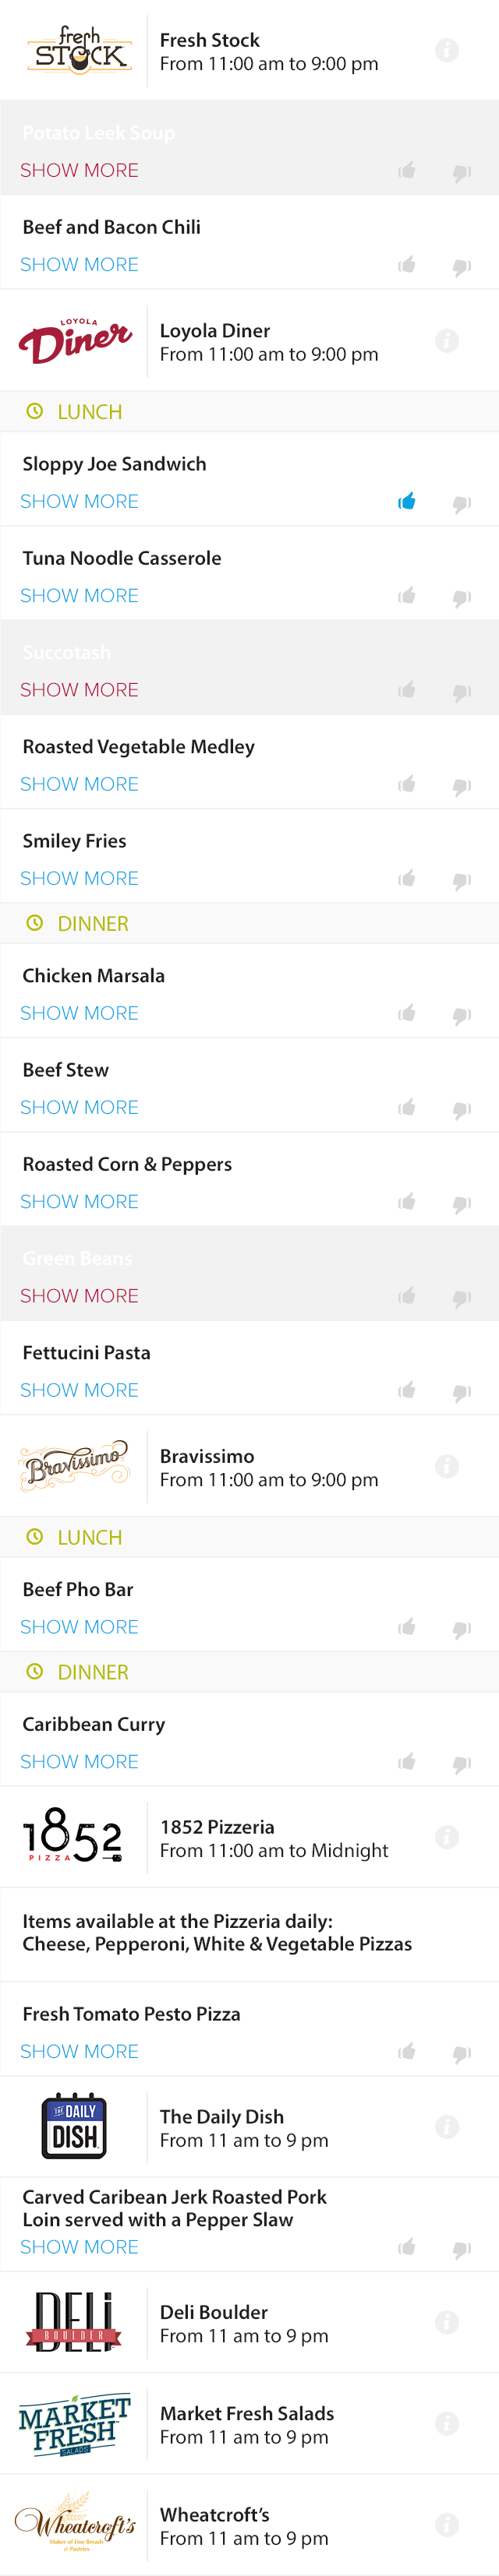 fresh
STOCK
Fresh Stock
From 11:00 am to 9:00 pm
Potato Leek Soup
SHOW MORE
Beef and Bacon Chili
SHOW MORE
LOYOLA
Diner
Loyola Diner
From 11:00 am to 9:00 pm
LUNCH
Sloppy Joe Sandwich
SHOW MORE
Tuna Noodle Casserole
SHOW MORE
Succotash
SHOW MORE
Roasted Vegetable Medley
SHOW MORE
Smiley Fries
SHOW MORE
DINNER
Chicken Marsala
SHOW MORE
Beef Stew
SHOW MORE
Roasted Corn & Peppers
SHOW MORE
Green Beans
SHOW MORE
Fettucini Pasta
SHOW MORE
Bravissimo
Bravissimo
From 11:00 am to 9:00 pm
LUNCH
Beef Pho Bar
SHOW MORE
DINNER
Caribbean Curry
SHOW MORE
1852
PIZZA
1852 Pizzeria
From 11:00 am to Midnight
Items available at the Pizzeria daily:
Cheese, Pepperoni, White & Vegetable Pizzas
Fresh Tomato Pesto Pizza
SHOW MORE
THE DAILY
DISH
The Daily Dish
From 11 am to 9 pm
Carved Caribean Jerk Roasted Pork
Loin served with a Pepper Slaw
SHOW MORE
DELi
BOULDER
Deli Boulder
From 11 am to 9 pm
MARKET
FRESH
SALADS
Market Fresh Salads
From 11 am to 9 pm
Wheatcroft's
Maker of Fine Breads
& Pastries
Wheatcroft's
From 11 am to 9 pm